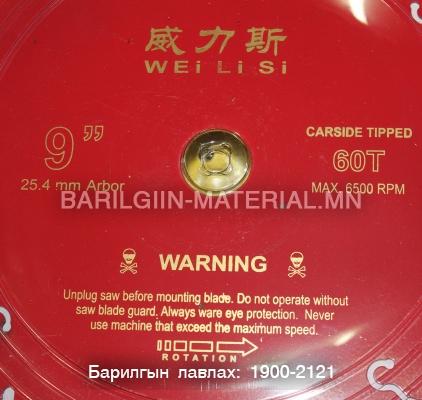 威力斯
WEi Li Si
9”
25.4 mm Arbor
CARSIDE TIPPED
60T
MAX. 6500 RPM
BARILGIIN-MATERIAL.MN
WARNING
Unplug saw before mounting blade. Do not operate without
saw blade guard. Always ware eye protection. Never
use machine that exceed the maximum speed.
ROTATION
Барилгын лавлах: 1900-2121